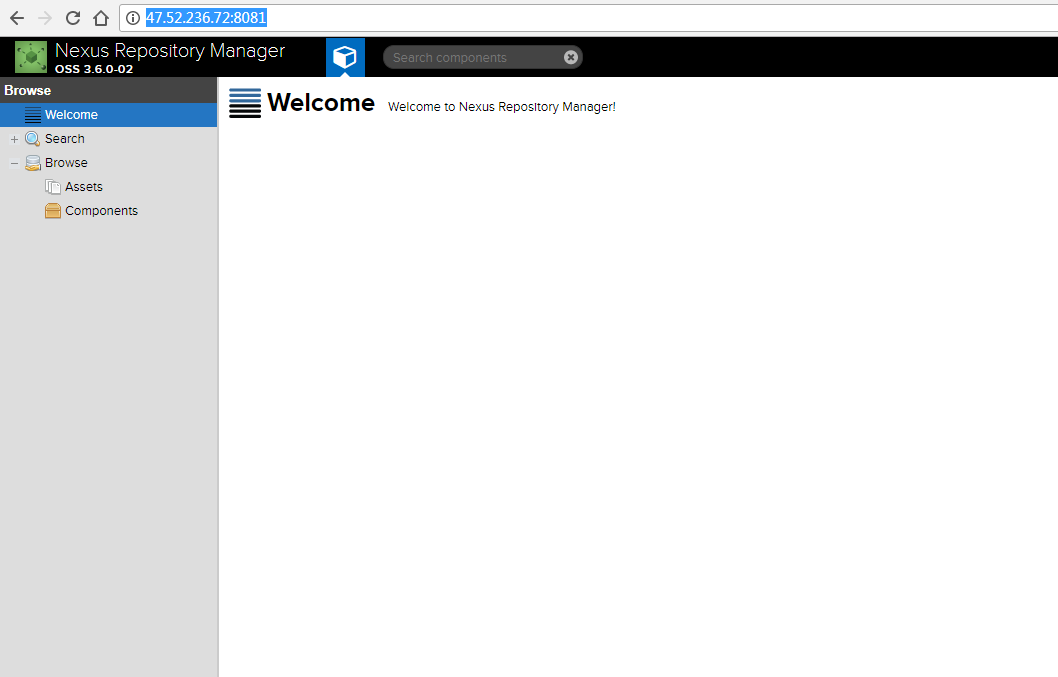 47.52.236.72:8081
Nexus Repository Manager
OSS 3.6.0-02
Search components
Browse
Welcome
Search
Browse
Assets
Components
Welcome Welcome to Nexus Repository Manager!